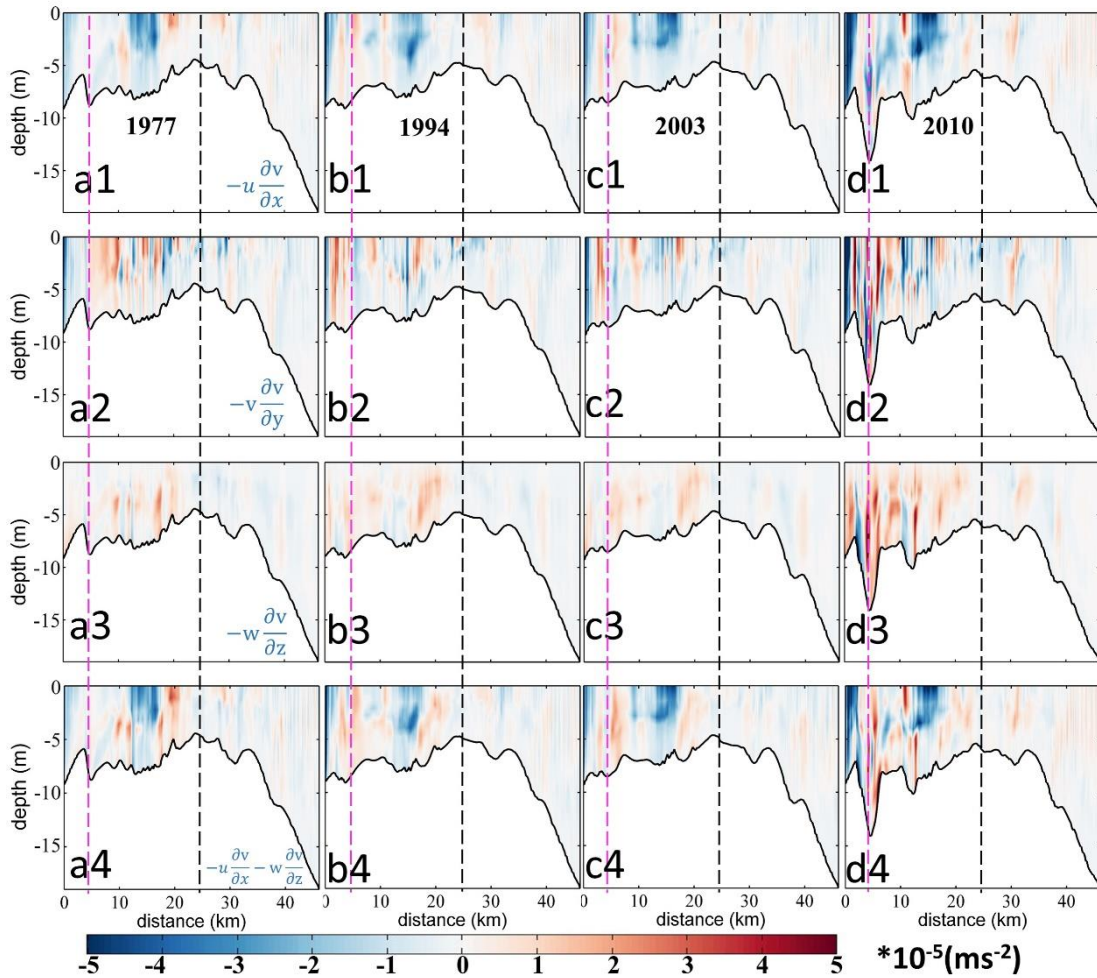 0
-5
-10
-15
depth (m)
1977
1994
2003
2010
a1
b1
c1
d1
−u ∂v/∂x
0
-5
-10
-15
depth (m)
a2
b2
c2
d2
−v ∂v/∂y
0
-5
-10
-15
depth (m)
a3
b3
c3
d3
−w ∂v/∂z
0
-5
-10
-15
depth (m)
a4
b4
c4
d4
−u ∂v/∂x −w ∂v/∂z
0 10 20 30 40 0 10 20 30 40 0 10 20 30 40 0 10 20 30 40
distance (km) distance (km) distance (km) distance (km)
-5 -4 -3 -2 -1 0 1 2 3 4 5 *10⁻⁵(ms⁻²)